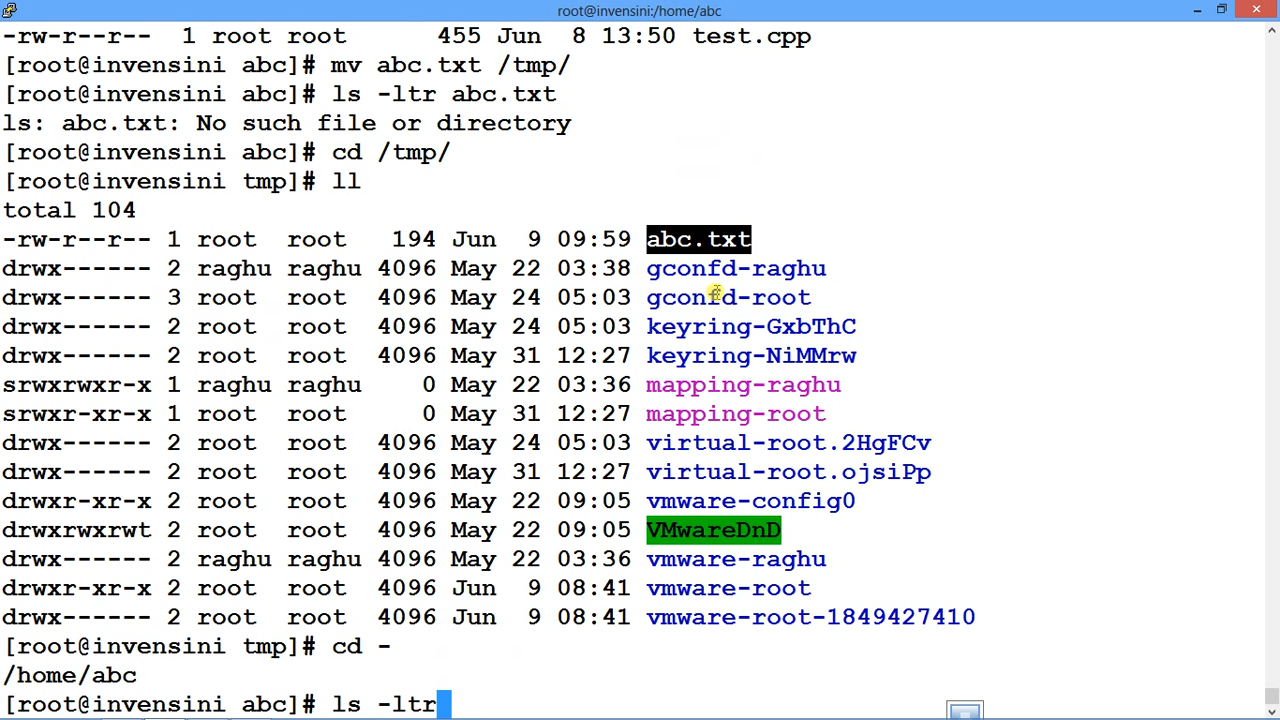 root@invensini:/home/abc
-rw-r--r-- 1 root root 455 Jun 8 13:50 test.cpp
[root@invensini abc]# mv abc.txt /tmp/
[root@invensini abc]# ls -ltr abc.txt
ls: abc.txt: No such file or directory
[root@invensini abc]# cd /tmp/
[root@invensini tmp]# ll
total 104
-rw-r--r-- 1 root root 194 Jun 9 09:59 abc.txt
drwx------ 2 raghu raghu 4096 May 22 03:38 gconfd-raghu
drwx------ 3 root root 4096 May 24 05:03 gconfd-root
drwx------ 2 root root 4096 May 24 05:03 keyring-GxbThC
drwx------ 2 root root 4096 May 31 12:27 keyring-NiMMrw
srwxrwxr-x 1 raghu raghu 0 May 22 03:36 mapping-raghu
srwxr-xr-x 1 root root 0 May 31 12:27 mapping-root
drwx------ 2 root root 4096 May 24 05:03 virtual-root.2HgFCv
drwx------ 2 root root 4096 May 31 12:27 virtual-root.ojsiPp
drwxr-xr-x 2 root root 4096 May 22 09:05 vmware-config0
drwxrwxrwt 2 root root 4096 May 22 09:05 VMwareDnD
drwx------ 2 raghu raghu 4096 May 22 03:36 vmware-raghu
drwxr-xr-x 2 root root 4096 Jun 9 08:41 vmware-root
drwx------ 2 root root 4096 Jun 9 08:41 vmware-root-1849427410
[root@invensini tmp]# cd -
/home/abc
[root@invensini abc]# ls -ltr